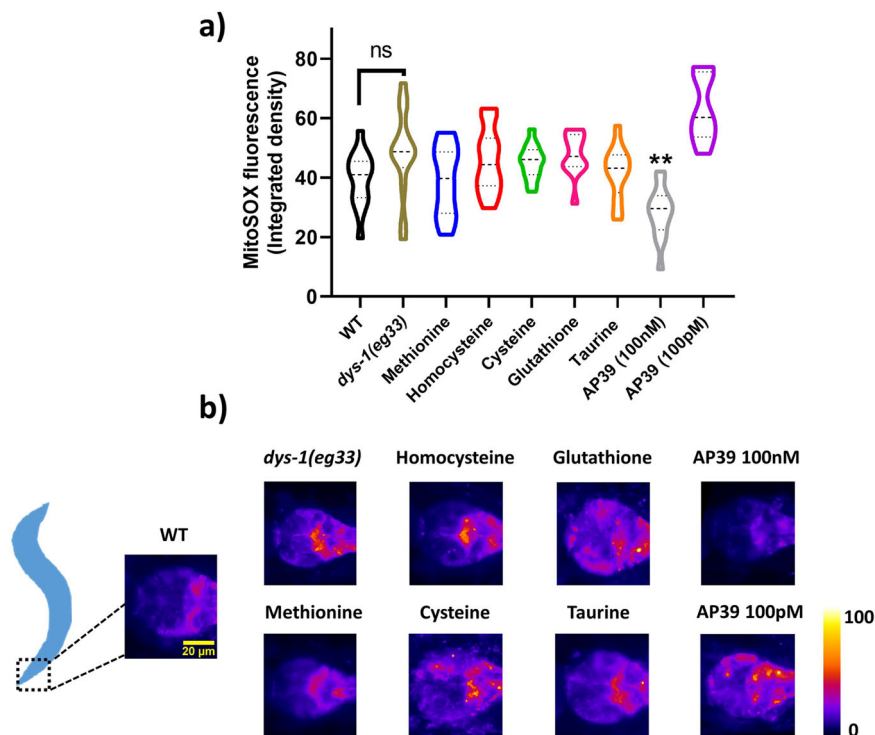 a)
ns
MitoSOX fluorescence
(Integrated density)
80
60
40
20
0
**
WT
dys-1(eg33)
Methionine
Homocysteine
Cysteine
Glutathione
Taurine
AP39 (100nM)
AP39 (100pM)
b)
dys-1(eg33) Homocysteine Glutathione AP39 100nM
WT
20 µm
Methionine Cysteine Taurine AP39 100pM
100
0